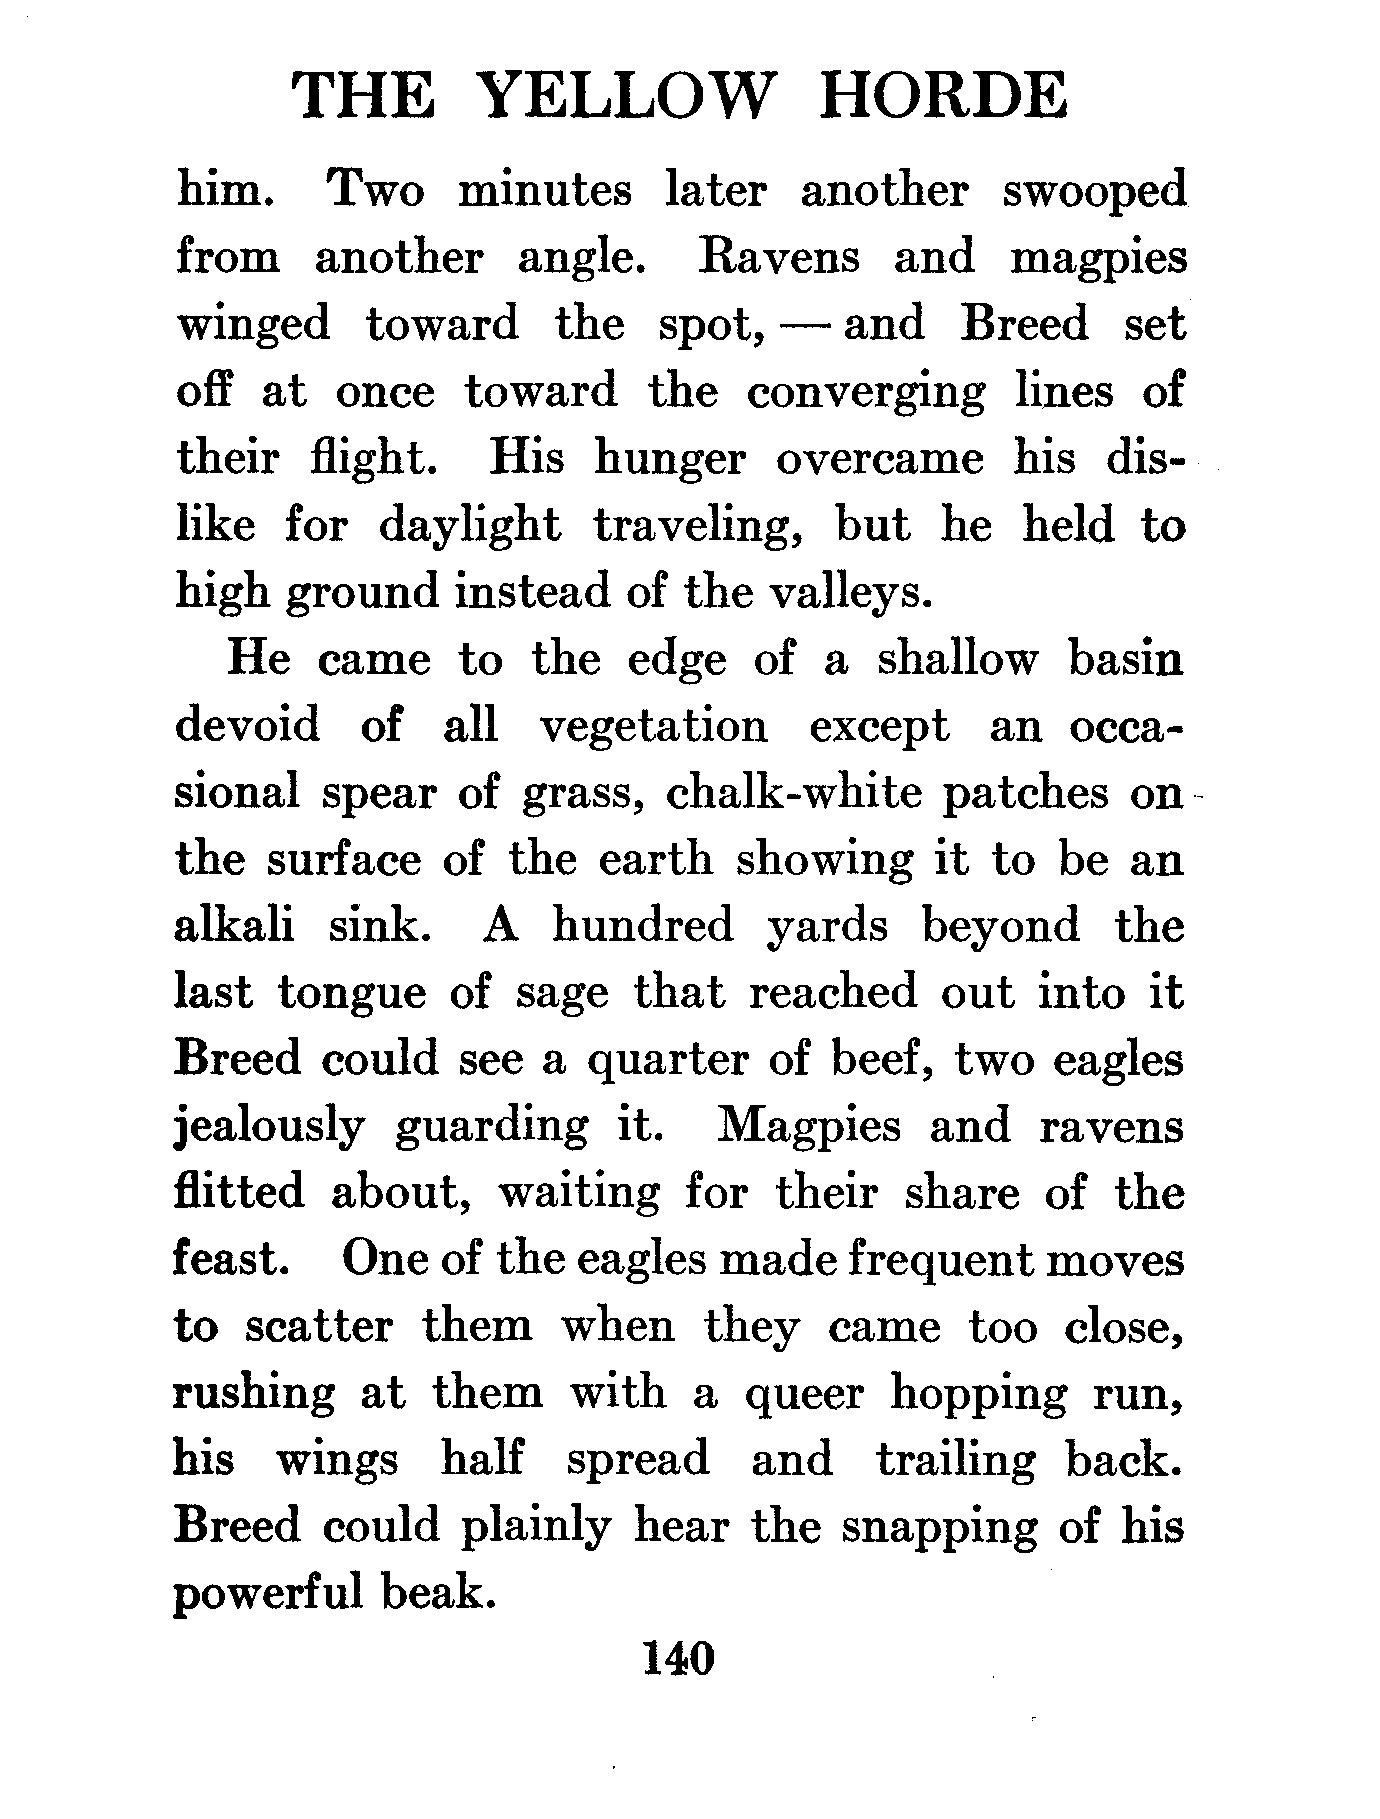 THE YELLOW HORDE
him. Two minutes later another swooped
from another angle. Ravens and magpies
winged toward the spot, — and Breed set
off at once toward the converging lines of
their flight. His hunger overcame his dis-
like for daylight traveling, but he held to
high ground instead of the valleys.
He came to the edge of a shallow basin
devoid of all vegetation except an occa-
sional spear of grass, chalk-white patches on
the surface of the earth showing it to be an
alkali sink. A hundred yards beyond the
last tongue of sage that reached out into it
Breed could see a quarter of beef, two eagles
jealously guarding it. Magpies and ravens
flitted about, waiting for their share of the
feast. One of the eagles made frequent moves
to scatter them when they came too close,
rushing at them with a queer hopping run,
his wings half spread and trailing back.
Breed could plainly hear the snapping of his
powerful beak.
140